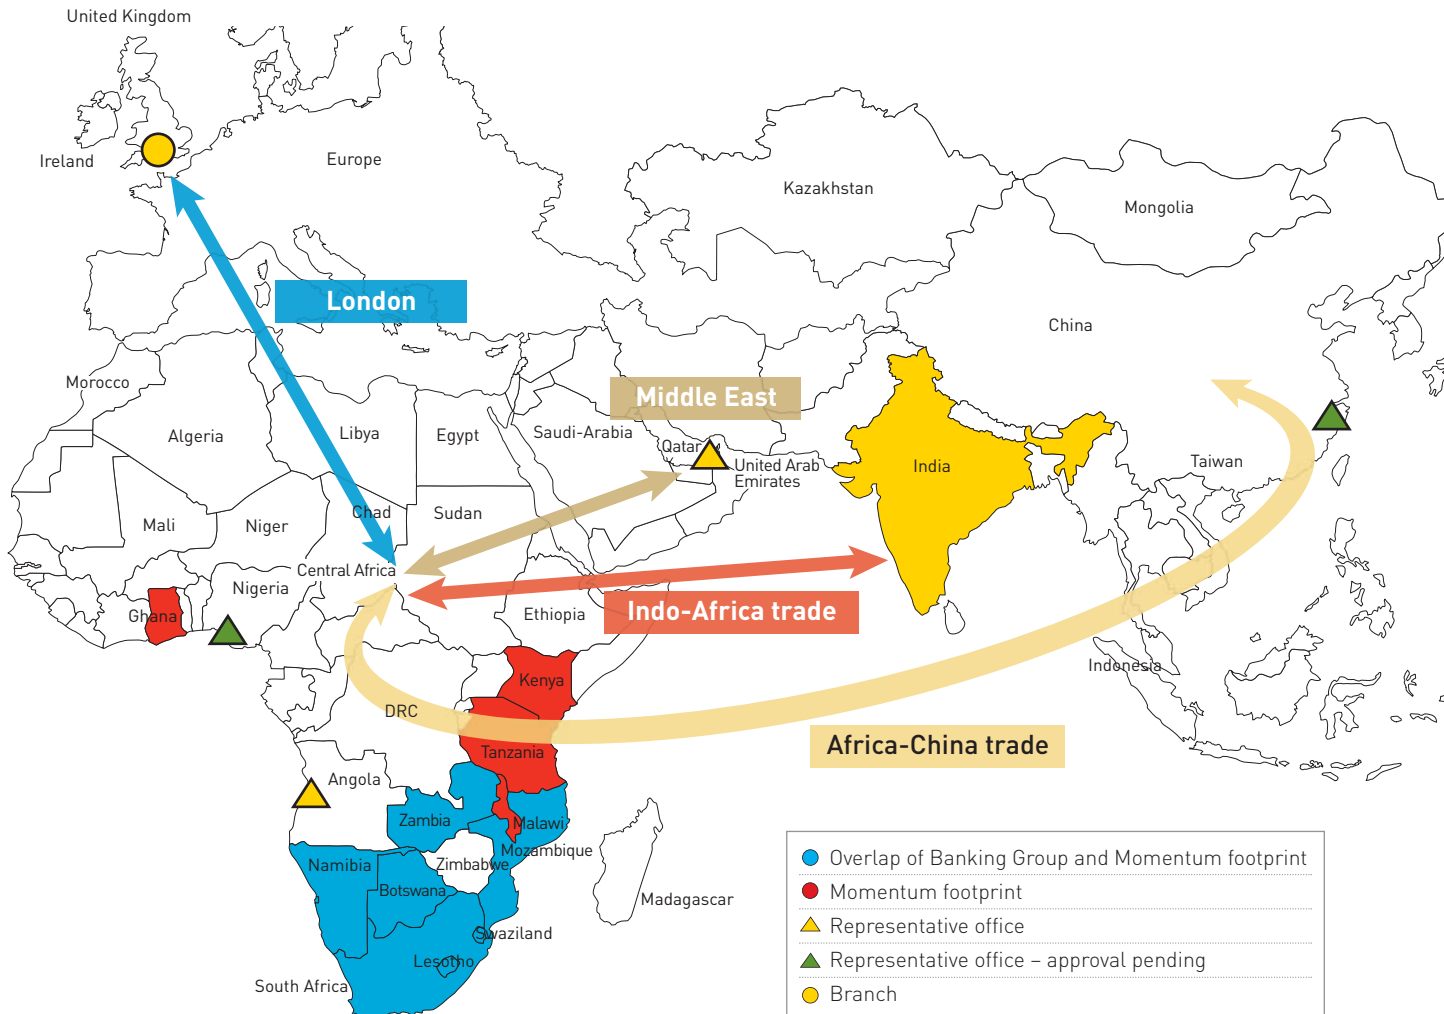 United Kingdom
Ireland
Europe
Kazakhstan
Mongolia
London
China
Morocco
Middle East
Algeria
Libya
Egypt
Saudi-Arabia
Qatar
United Arab
Emirates
India
Taiwan
Mali
Niger
Chad
Sudan
Central Africa
Nigeria
Ghana
Ethiopia
Indo-Africa trade
Indonesia
Kenya
DRC
Africa-China trade
Tanzania
Angola
Zambia
Malawi
Mozambique
Namibia
Zimbabwe
Botswana
Madagascar
Swaziland
Lesotho
South Africa
Overlap of Banking Group and Momentum footprint
Momentum footprint
Representative office
Representative office – approval pending
Branch